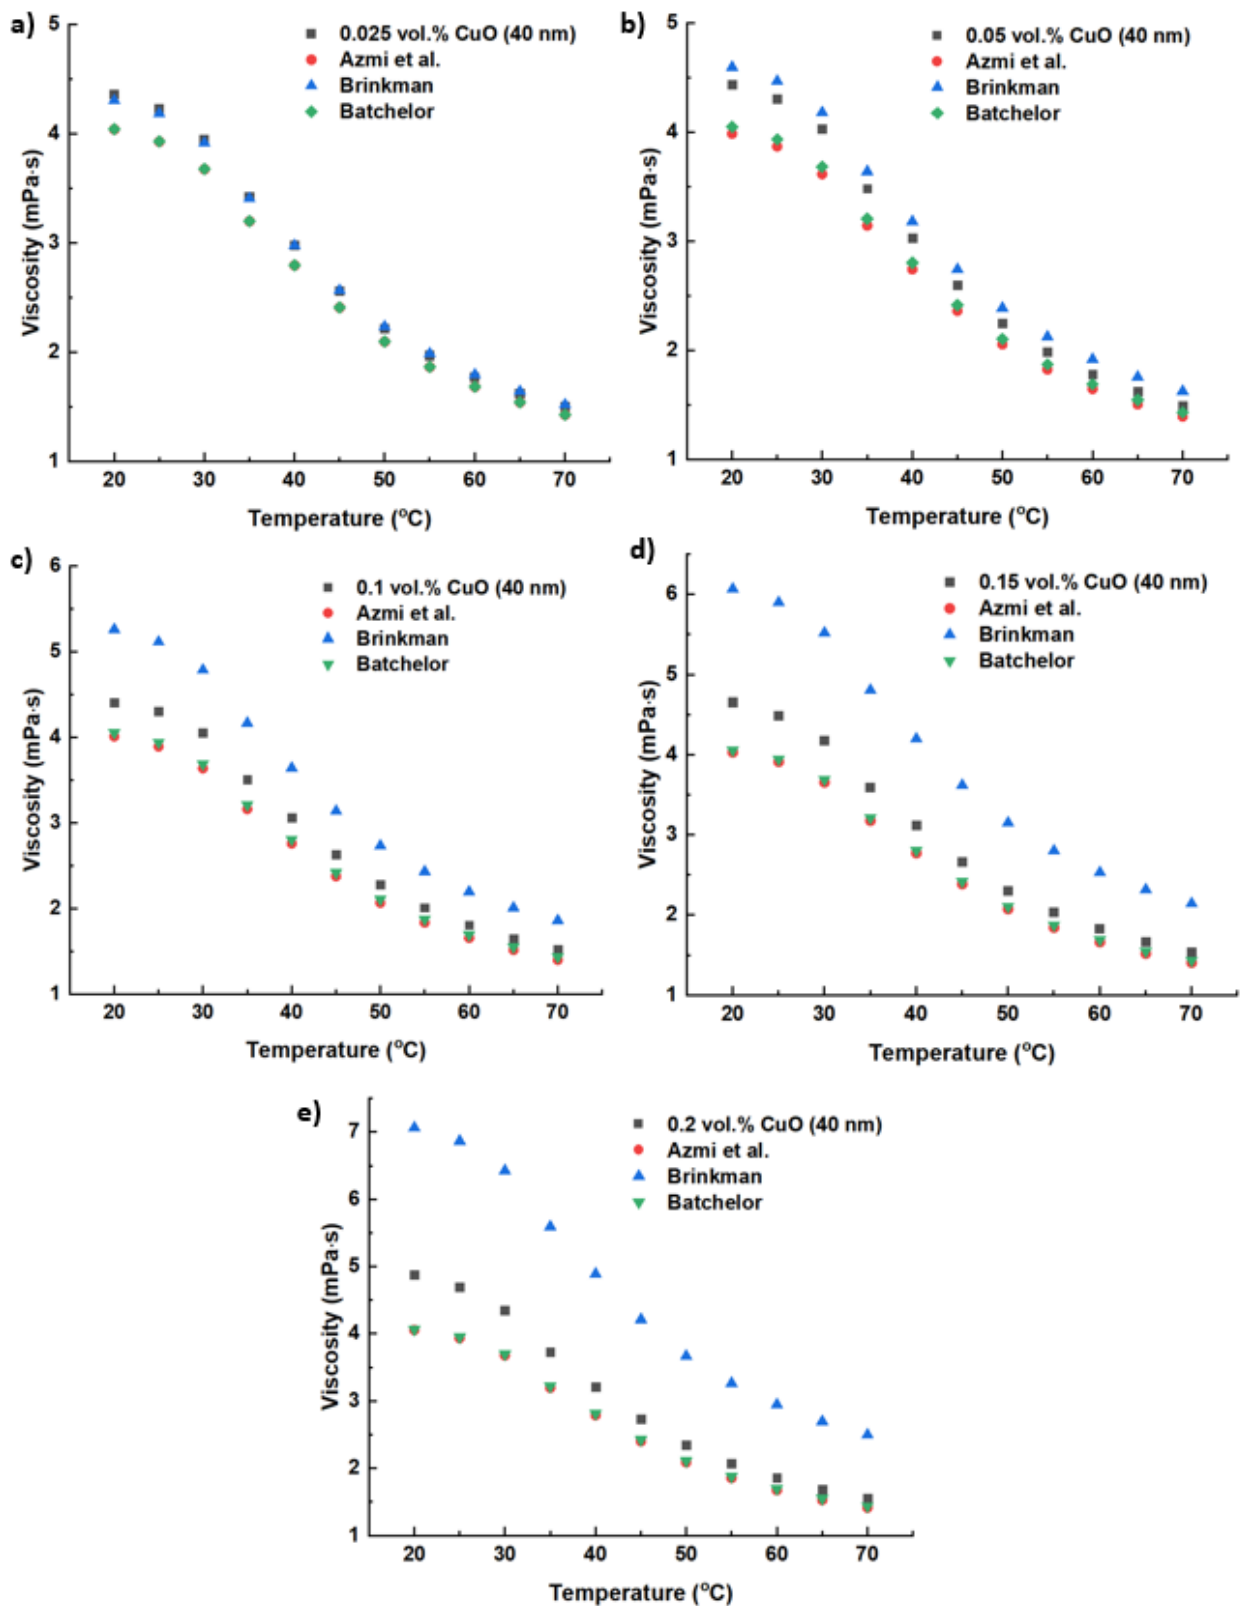 a)
0.025 vol.% CuO (40 nm)
Azmi et al.
Brinkman
Batchelor
5
4
3
2
1
Viscosity (mPa·s)
20 30 40 50 60 70
Temperature (°C)
b)
0.05 vol.% CuO (40 nm)
Azmi et al.
Brinkman
Batchelor
5
4
3
2
1
Viscosity (mPa·s)
20 30 40 50 60 70
Temperature (°C)
c)
0.1 vol.% CuO (40 nm)
Azmi et al.
Brinkman
Batchelor
6
5
4
3
2
1
Viscosity (mPa·s)
20 30 40 50 60 70
Temperature (°C)
d)
0.15 vol.% CuO (40 nm)
Azmi et al.
Brinkman
Batchelor
6
5
4
3
2
1
Viscosity (mPa·s)
20 30 40 50 60 70
Temperature (°C)
e)
0.2 vol.% CuO (40 nm)
Azmi et al.
Brinkman
Batchelor
7
6
5
4
3
2
1
Viscosity (mPa·s)
20 30 40 50 60 70
Temperature (°C)